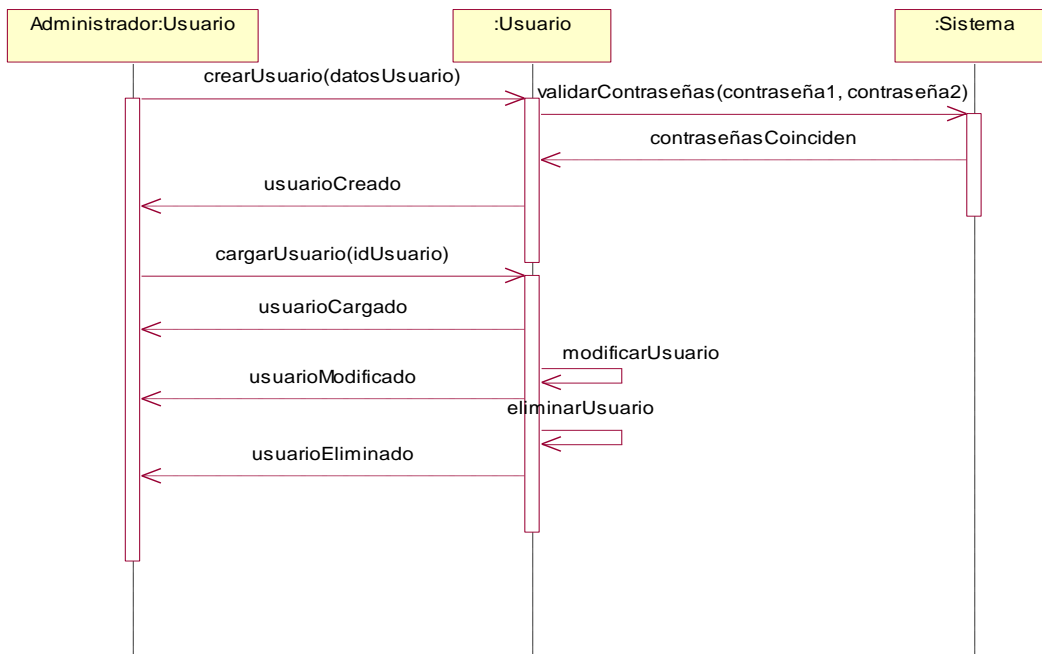 Administrador:Usuario
:Usuario
:Sistema
crearUsuario(datosUsuario)
validarContraseñas(contraseña1, contraseña2)
contraseñasCoinciden
usuarioCreado
cargarUsuario(idUsuario)
usuarioCargado
modificarUsuario
usuarioModificado
eliminarUsuario
usuarioEliminado